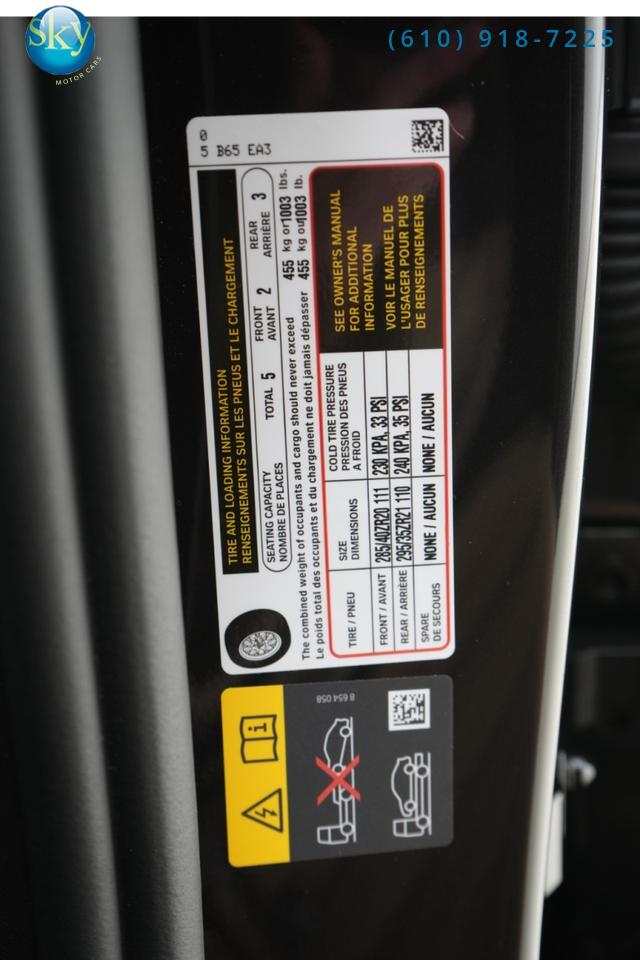 Sky
MOTOR CARS
(610) 918-7225
0
5 B65 EA3
TIRE AND LOADING INFORMATION
RENSEIGNEMENTS SUR LES PNEUS ET LE CHARGEMENT
SEATING CAPACITY
NOMBRE DE PLACES
TOTAL 5
FRONT
AVANT 2
REAR
ARRIÈRE 3
The combined weight of occupants and cargo should never exceed 455 kg or 1003 lbs.
Le poids total des occupants et du chargement ne doit jamais dépasser 455 kg ou 1003 lb.
TIRE / PNEU
SIZE
DIMENSIONS
COLD TIRE PRESSURE
PRESSION DES PNEUS
A FROID
FRONT / AVANT 285/40ZR20 111 230 KPA, 33 PSI
REAR / ARRIÈRE 295/35ZR21 110 240 KPA, 35 PSI
SPARE
DE SECOURS
NONE / AUCUN NONE / AUCUN
SEE OWNER'S MANUAL
FOR ADDITIONAL
INFORMATION
VOIR LE MANUEL DE
L'USAGER POUR PLUS
DE RENSEIGNEMENTS
8 654 058